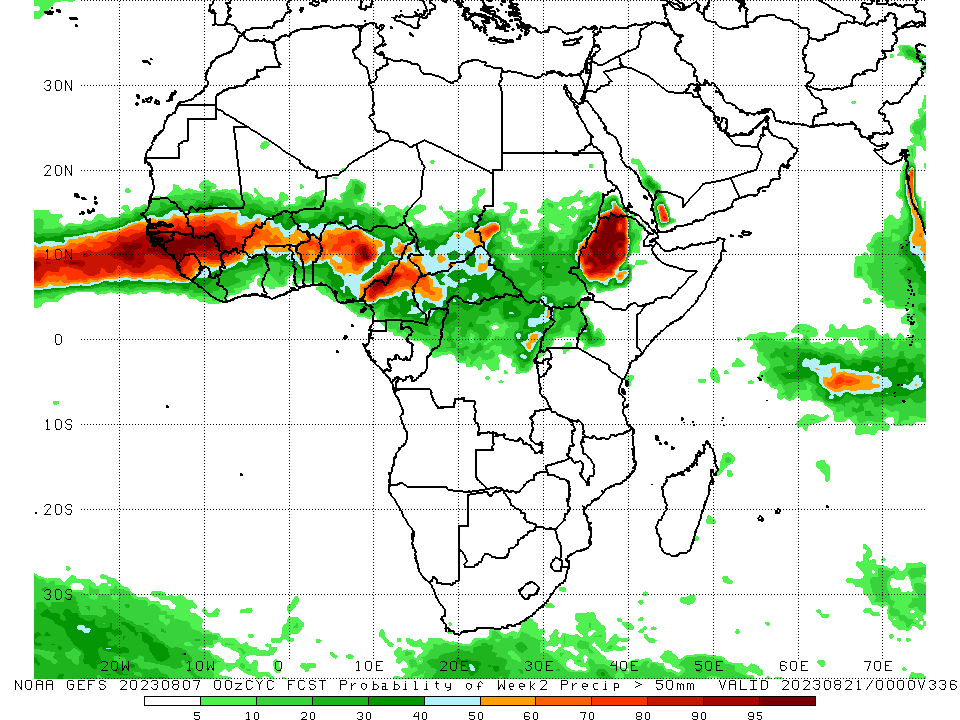 30N
20N
10N
0
10S
20S
30S
20W 10W 0 10E 20E 30E 40E 50E 60E 70E
NOAA GEFS 20230807 00zCYC FCST Probability of Week2 Precip > 50mm VALID 20230821/0000V336
5 10 20 30 40 50 60 70 80 90 95